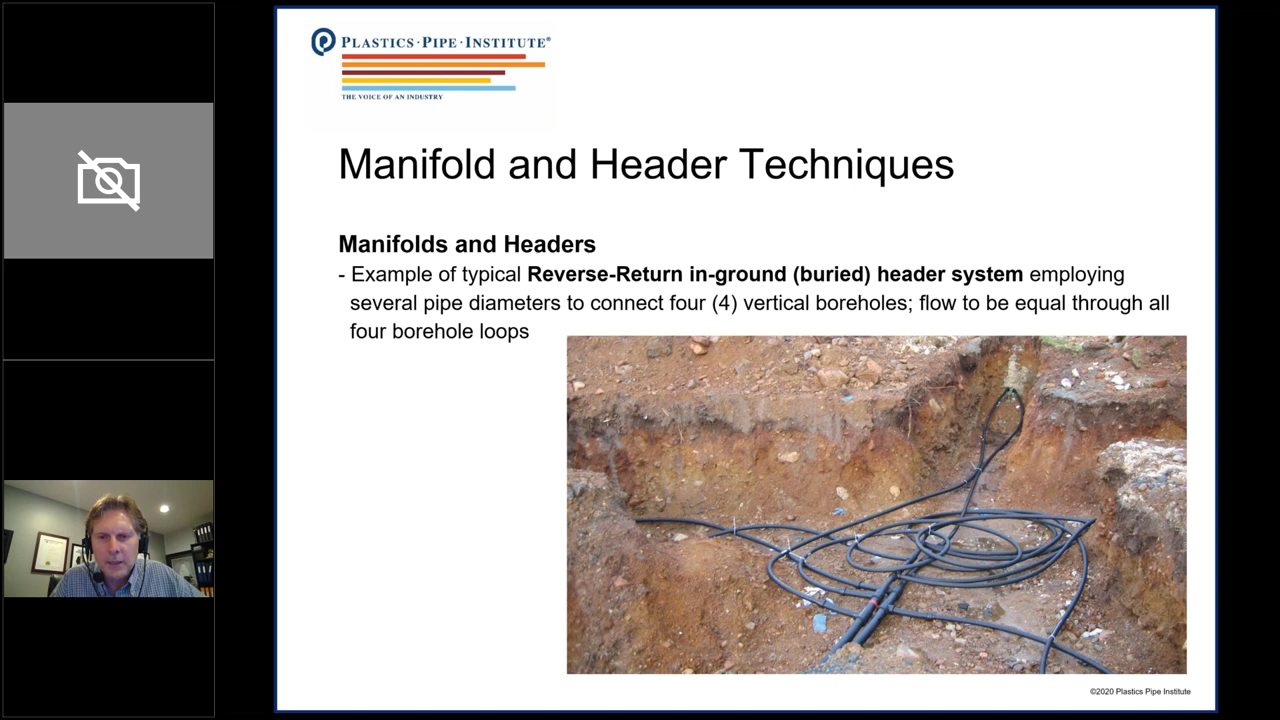 PLASTICS·PIPE·INSTITUTE®
THE VOICE OF AN INDUSTRY
Manifold and Header Techniques
Manifolds and Headers
- Example of typical Reverse-Return in-ground (buried) header system employing
several pipe diameters to connect four (4) vertical boreholes; flow to be equal through all
four borehole loops
©2020 Plastics Pipe Institute